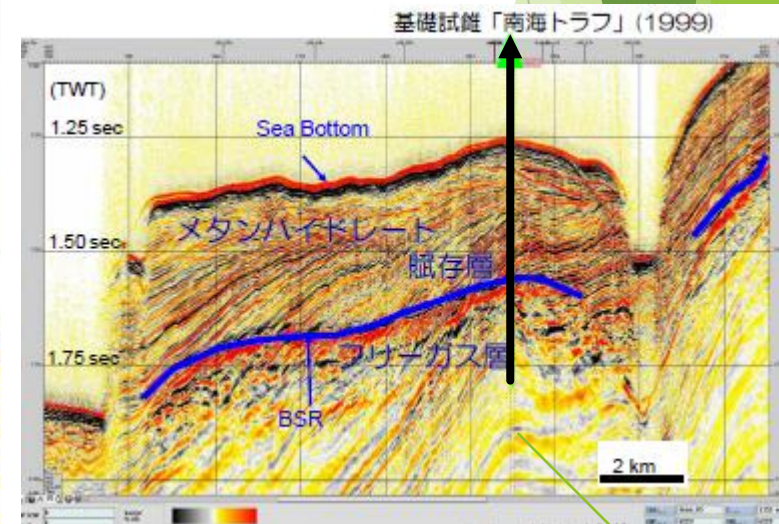 基礎試錐「南海トラフ」(1999)
(TWT)
1.25 sec
Sea Bottom
メタンハイドレート
1.50 sec
賦存層
1.75 sec
フリーガス層
BSR
2 km